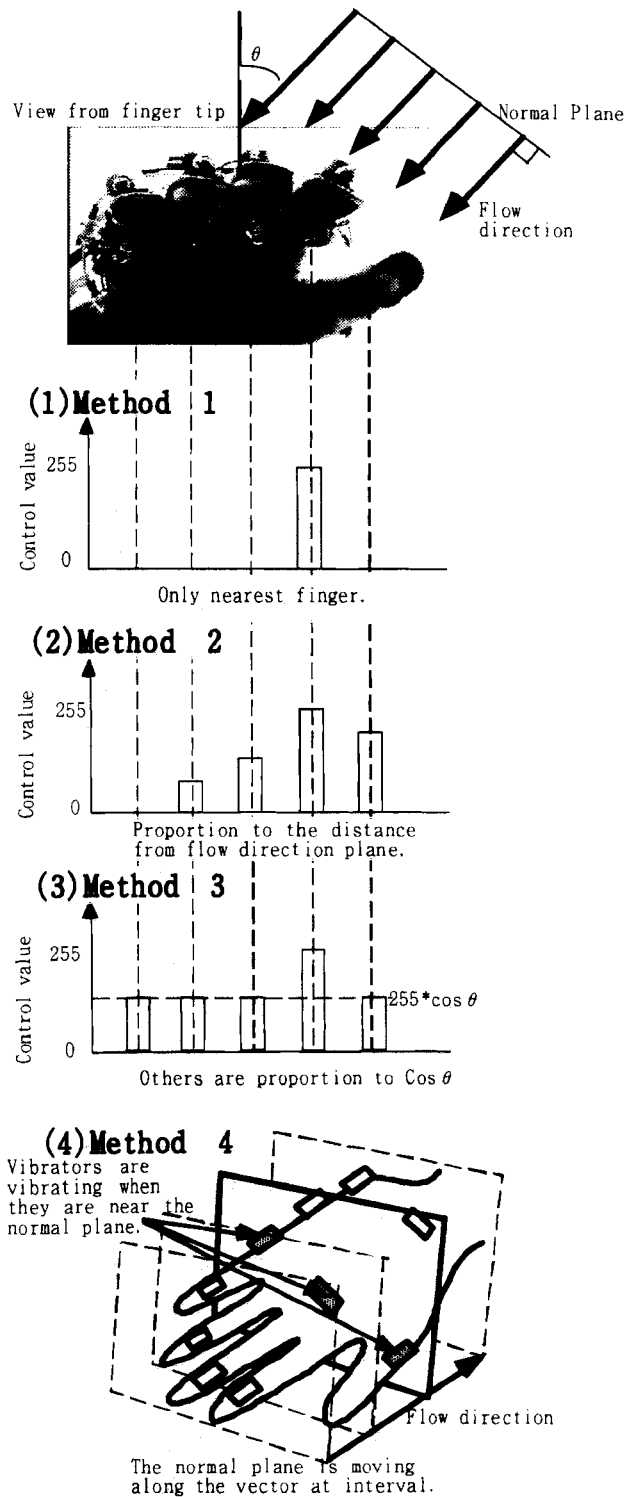 θ
View from finger tip
Normal Plane
Flow
direction
(1)Method 1
Control value
255
0
Only nearest finger.
(2)Method 2
Control value
255
0
Proportion to the distance
from flow direction plane.
(3)Method 3
Control value
255
0
255*cos θ
Others are proportion to Cos θ
(4)Method 4
Vibrators are
vibrating when
they are near the
normal plane.
Flow direction
The normal plane is moving
along the vector at interval.